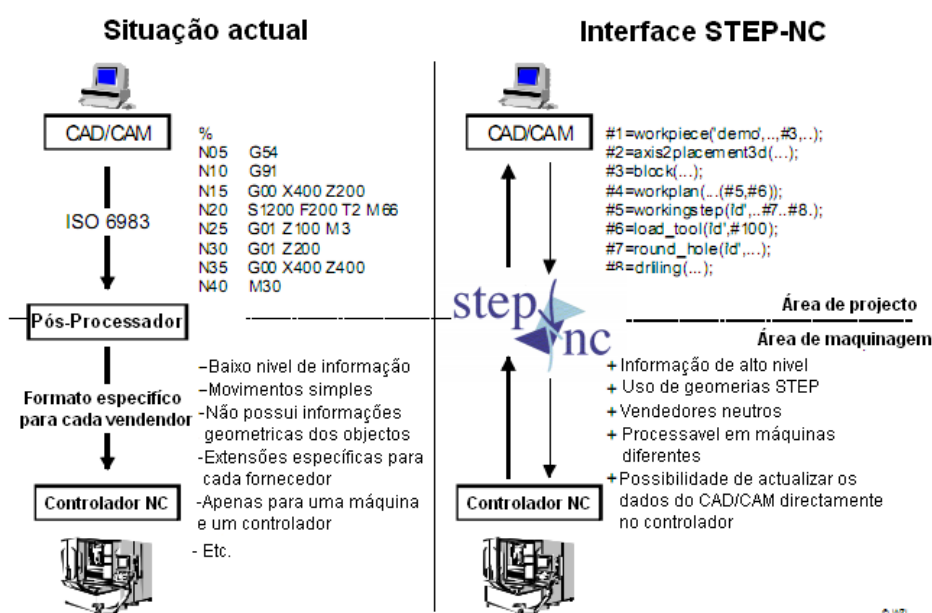 Situação actual
CAD/CAM
ISO 6983
%
N05 G54
N10 G91
N15 G00 X400 Z200
N20 S1200 F200 T2 M66
N25 G01 Z100 M3
N30 G01 Z200
N35 G00 X400 Z400
N40 M30
Pós-Processador
Formato especifíco
para cada vendendor
Controlador NC
–Baixo nivel de informação
–Movimentos simples
-Não possui informações
geometricas dos objectos
-Extensões específicas para
cada fornecedor
-Apenas para uma máquina
e um controlador
- Etc.
Interface STEP-NC
CAD/CAM
#1=workpiece('demo',..,#3,..);
#2=axis2placement3d(...);
#3=block(...);
#4=workplan(...(#5,#6));
#5=workingstep(i'd',..#7..#8.);
#6=load_tool(i'd',#100);
#7=round_hole(i'd',...);
#8=drilling(...);
step
nc
Área de projecto
Área de maquinagem
+ Informação de alto nivel
+ Uso de geomerias STEP
+ Vendedores neutros
+ Processavel em máquinas
diferentes
+Possibilidade de actualizar os
dados do CAD/CAM directamente
no controlador
Controlador NC